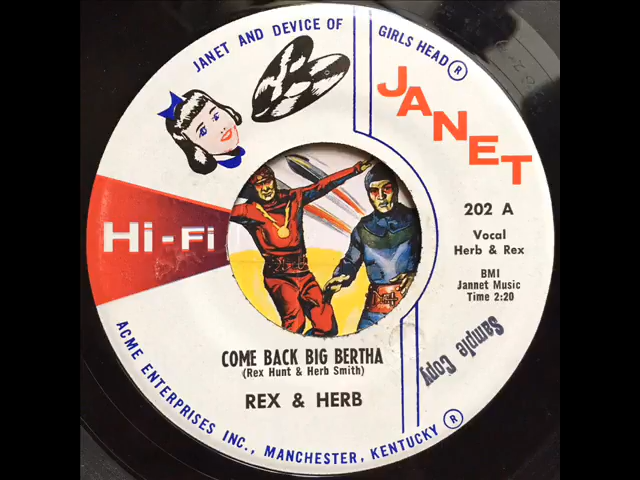 JANET AND DEVICE OF GIRLS HEAD®
JANET
Hi-Fi
202 A
Vocal
Herb & Rex
BMI
Jannet Music
Time 2:20
Sample Copy
COME BACK BIG BERTHA
(Rex Hunt & Herb Smith)
REX & HERB
ACME ENTERPRISES INC., MANCHESTER, KENTUCKY ®